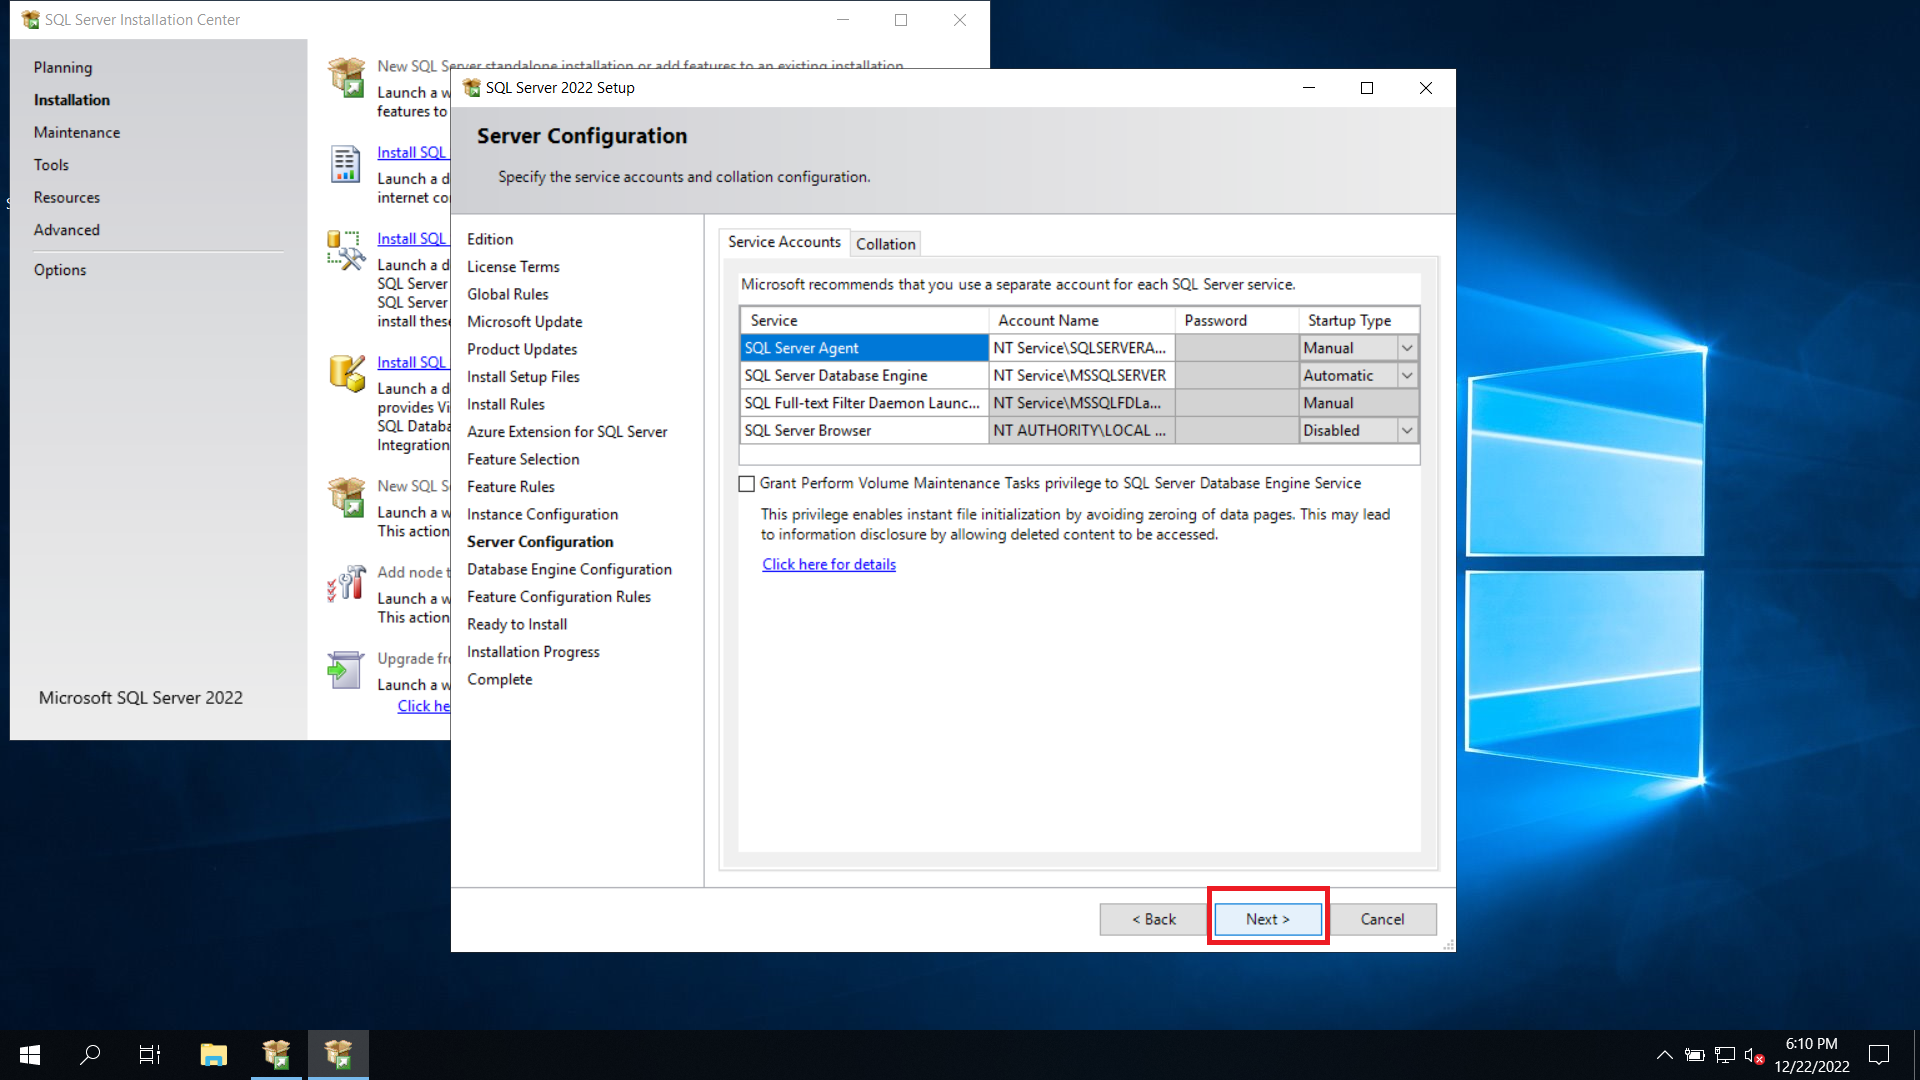 SQL Server Installation Center
Planning
Installation
Maintenance
Tools
Resources
Advanced
Options
Microsoft SQL Server 2022
New SQL Server standalone installation or add features to an existing installation
Launch a w
features to
Install SQL
Launch a d
internet co
Install SQL
Launch a d
SQL Server
SQL Server
install these
Install SQL
Launch a d
provides Vi
SQL Datab
Integration
New SQL S
Launch a w
This action
Add node t
Launch a w
This action
Upgrade fr
Launch a w
Click he
SQL Server 2022 Setup
Server Configuration
Specify the service accounts and collation configuration.
Edition
License Terms
Global Rules
Microsoft Update
Product Updates
Install Setup Files
Install Rules
Azure Extension for SQL Server
Feature Selection
Feature Rules
Instance Configuration
Server Configuration
Database Engine Configuration
Feature Configuration Rules
Ready to Install
Installation Progress
Complete
Service Accounts Collation
Microsoft recommends that you use a separate account for each SQL Server service.
Service Account Name Password Startup Type
SQL Server Agent NT Service\SQLSERVERA... Manual
SQL Server Database Engine NT Service\MSSQLSERVER Automatic
SQL Full-text Filter Daemon Launc... NT Service\MSSQLFDLa... Manual
SQL Server Browser NT AUTHORITY\LOCAL ... Disabled
Grant Perform Volume Maintenance Tasks privilege to SQL Server Database Engine Service
This privilege enables instant file initialization by avoiding zeroing of data pages. This may lead
to information disclosure by allowing deleted content to be accessed.
Click here for details
< Back Next > Cancel
6:10 PM
12/22/2022